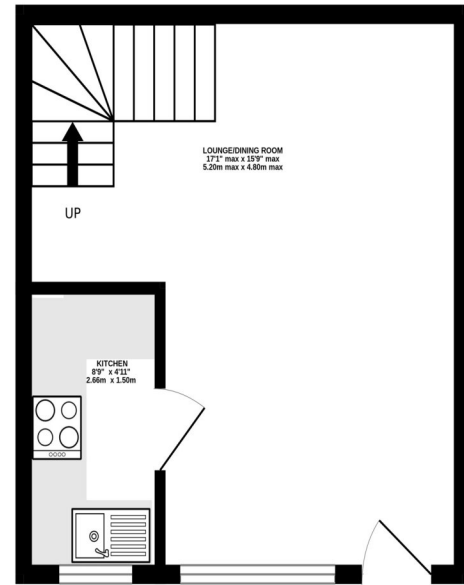 LOUNGE/DINING ROOM
17'1" max x 15'9" max
5.20m max x 4.80m max
UP
KITCHEN
8'9" x 4'11"
2.66m x 1.50m